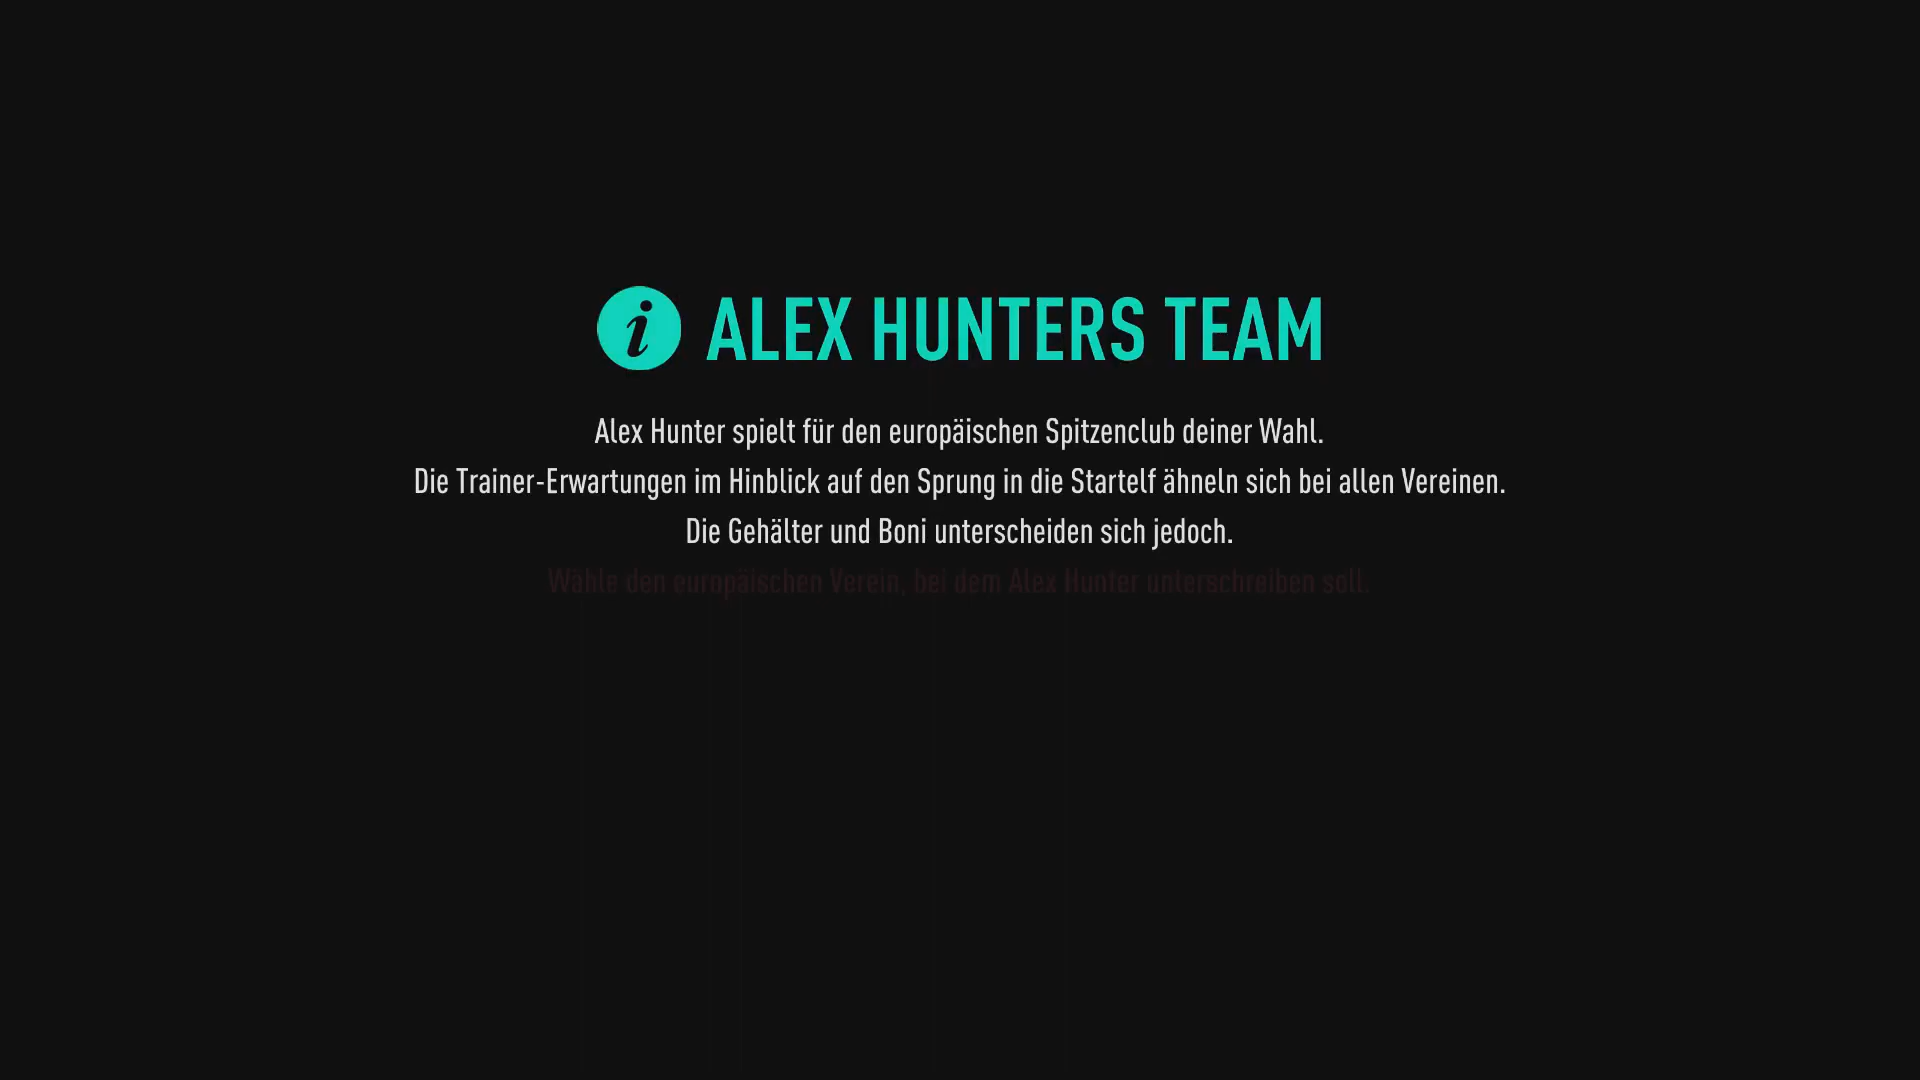 ALEX HUNTERS TEAM
Alex Hunter spielt für den europäischen Spitzenclub deiner Wahl.
Die Trainer-Erwartungen im Hinblick auf den Sprung in die Startelf ähneln sich bei allen Vereinen.
Die Gehälter und Boni unterscheiden sich jedoch.
Wähle den europäischen Verein, bei dem Alex Hunter unterschreiben soll.